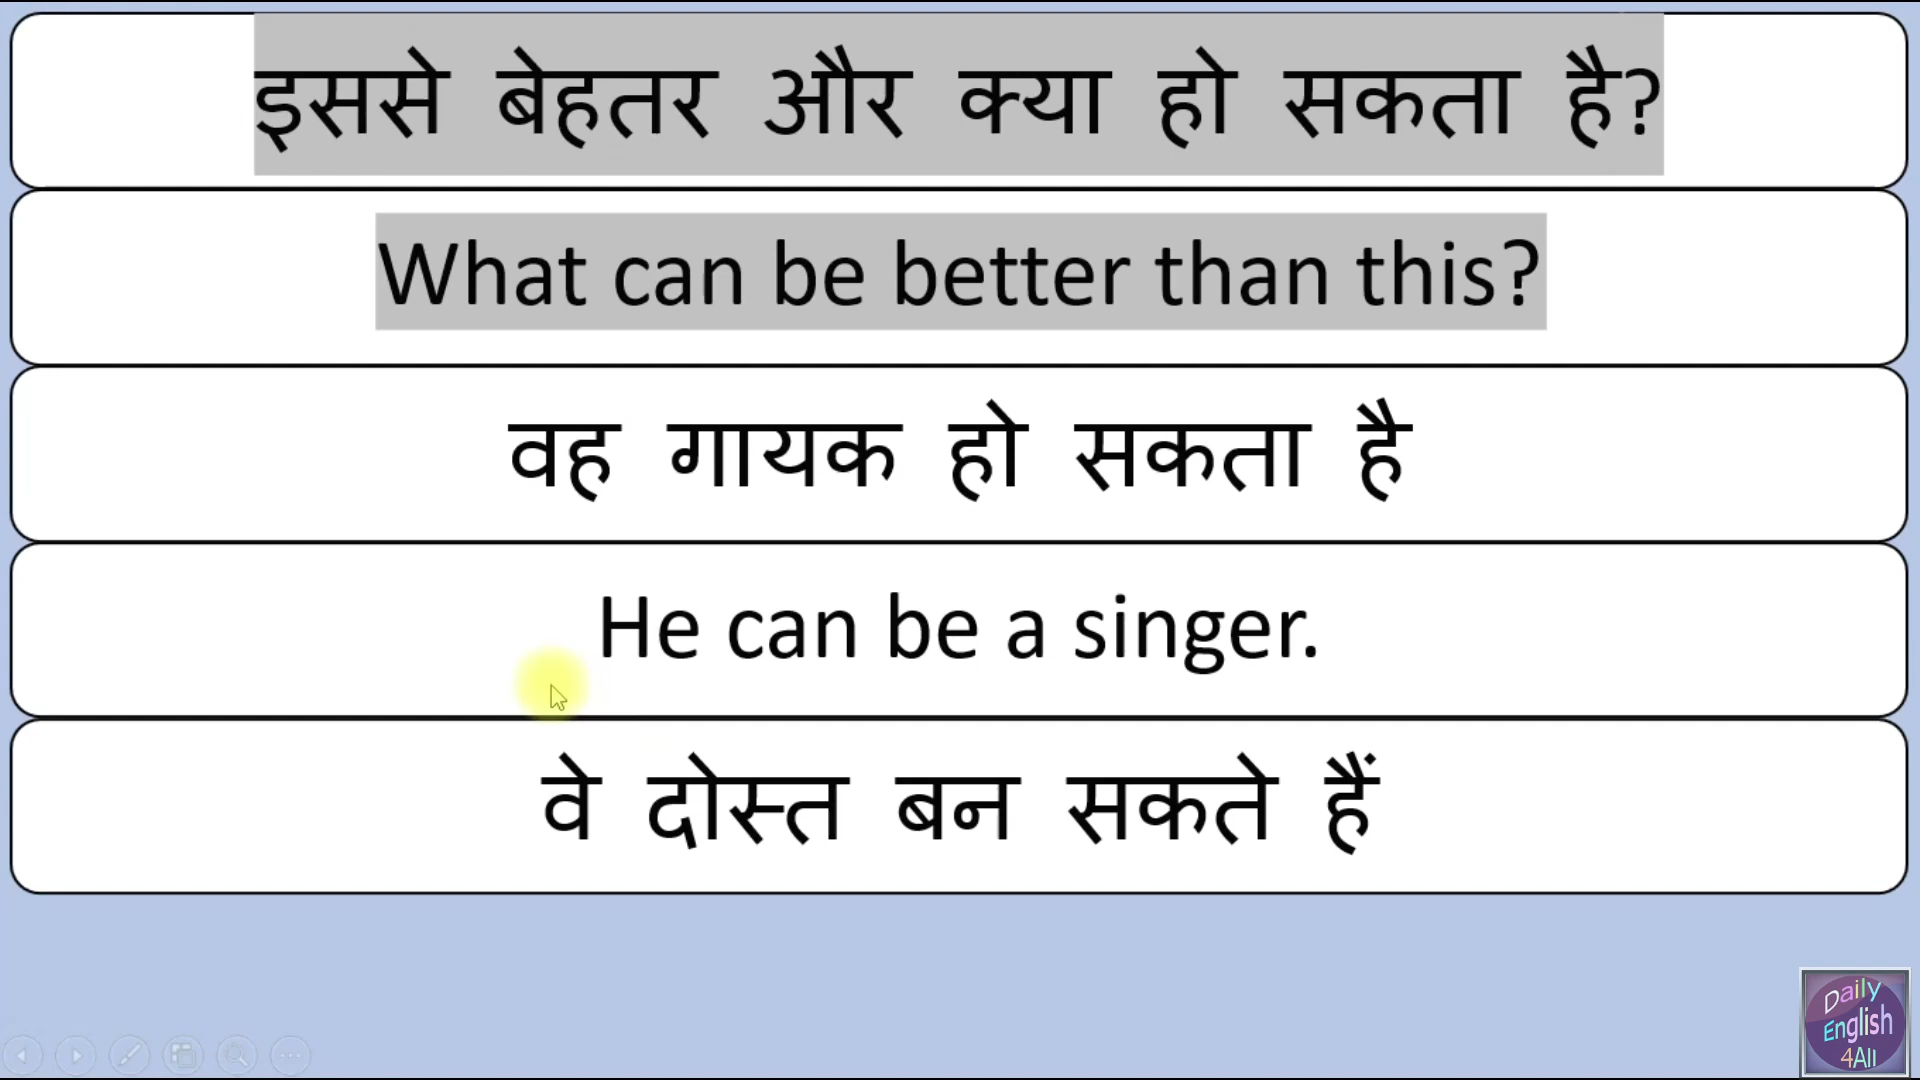 इससे बेहतर और क्या हो सकता है?
What can be better than this?
वह गायक हो सकता है
He can be a singer.
वे दोस्त बन सकते हैं
Daily
English
4All